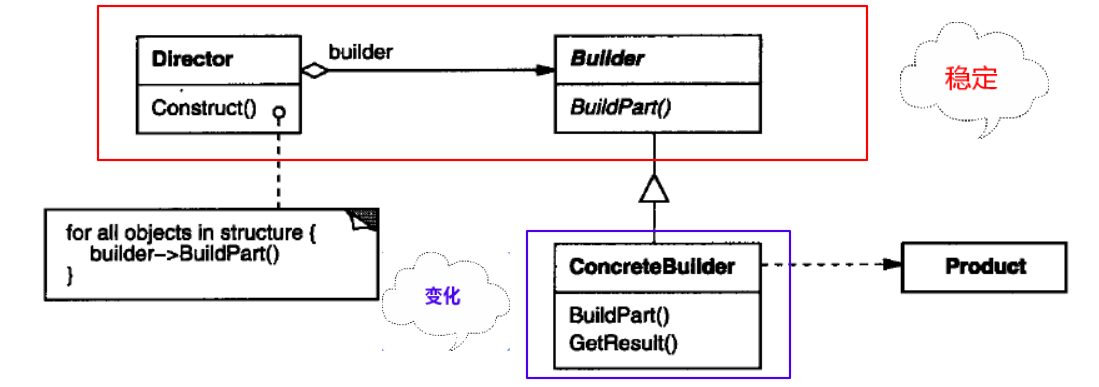 Director
Construct()
builder
Builder
BuildPart()
稳定
for all objects in structure {
builder->BuildPart()
}
变化
ConcreteBuilder
BuildPart()
GetResult()
Product